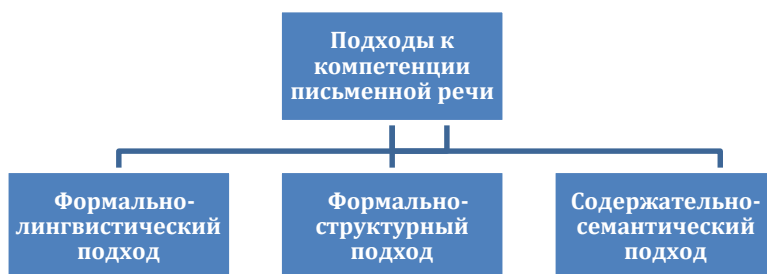 Подходы к
компетенции
письменной речи
Формально-
лингвистический
подход
Формально-
структурный
подход
Содержательно-
семантический
подход